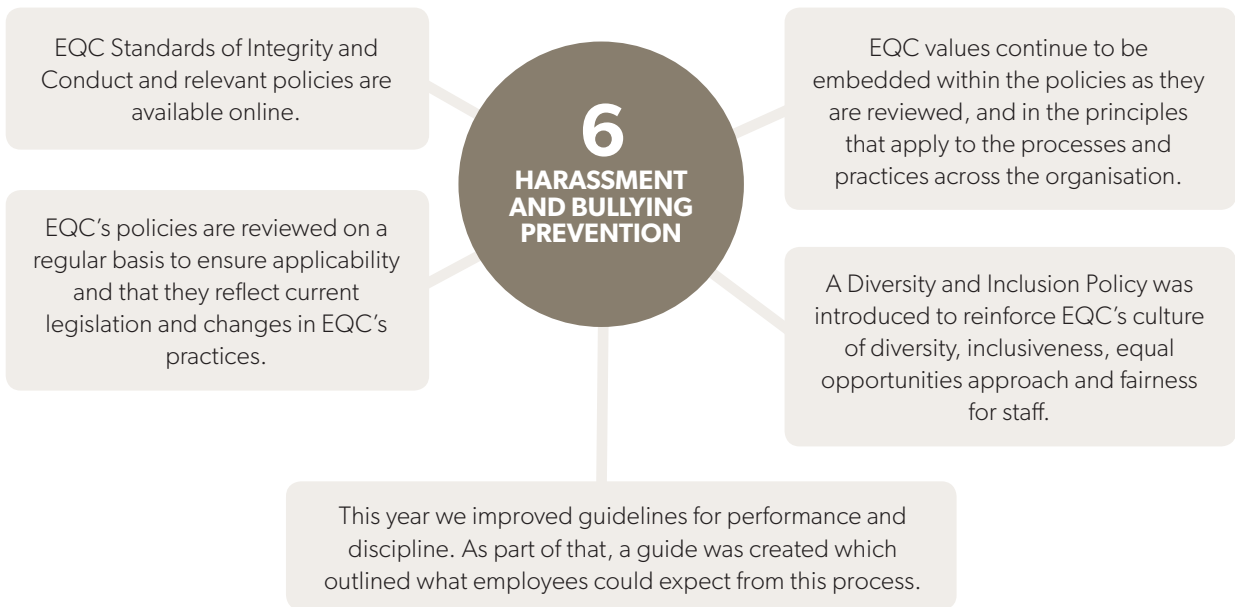 EQC Standards of Integrity and
Conduct and relevant policies are
available online.
EQC’s policies are reviewed on a
regular basis to ensure applicability
and that they reflect current
legislation and changes in EQC’s
practices.
6
HARASSMENT
AND BULLYING
PREVENTION
EQC values continue to be
embedded within the policies as they
are reviewed, and in the principles
that apply to the processes and
practices across the organisation.
A Diversity and Inclusion Policy was
introduced to reinforce EQC’s culture
of diversity, inclusiveness, equal
opportunities approach and fairness
for staff.
This year we improved guidelines for performance and
discipline. As part of that, a guide was created which
outlined what employees could expect from this process.